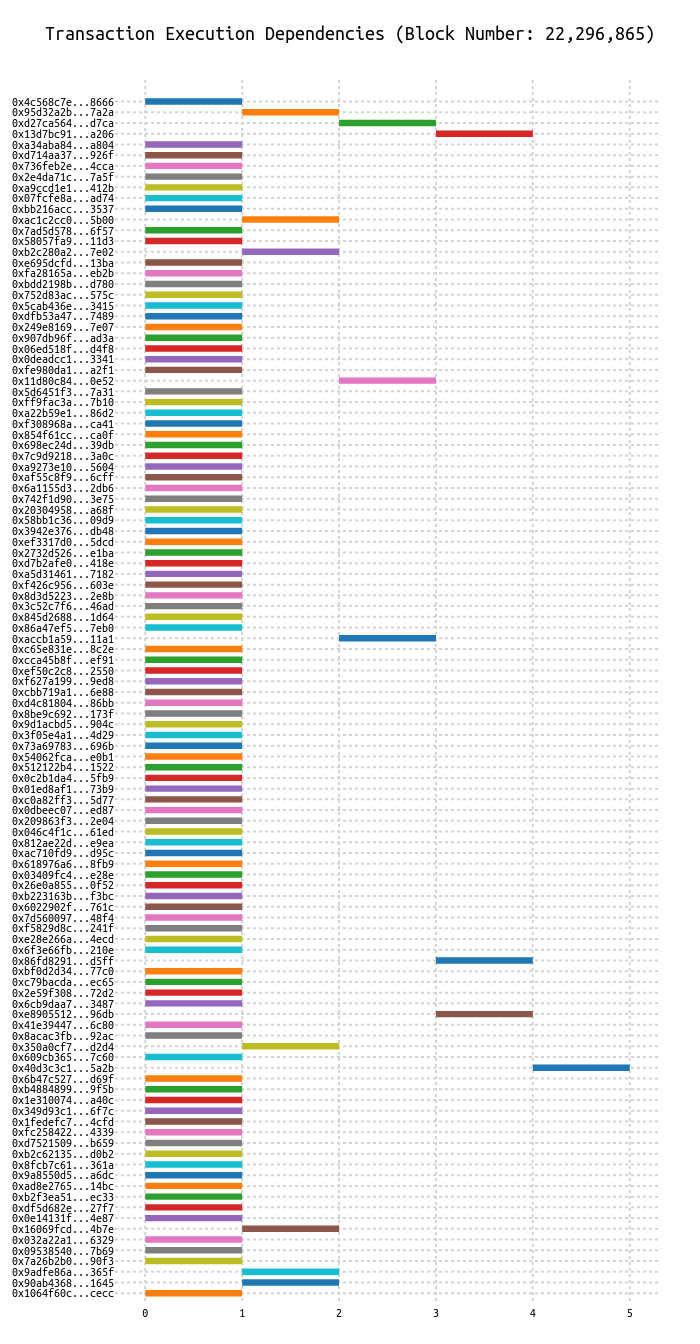 Transaction Execution Dependencies (Block Number: 22,296,865)
0x4c568c7e...8666
0x95d32a2b...7a2a
0xd27ca564...d7ca
0x13d7bc91...a206
0xa34aba84...a804
0xd714aa37...926f
0x736feb2e...4cca
0x2e4da71c...7a5f
0xa9ccd1e1...412b
0x07fcfe8a...ad74
0xbb216acc...3537
0xac1c2cc0...5b00
0x7ad5d578...6f57
0x58057fa9...11d3
0xb2c280a2...7e02
0xe695dcfd...13ba
0xfa28165a...eb2b
0xbdd2198b...d780
0x752d83ac...575c
0x5cab436e...3415
0xdfb53a47...7489
0x249e8169...7e07
0x907db96f...ad3a
0x06ed518f...d4f8
0x0deadcc1...3341
0xfe980da1...a2f1
0x11d80c84...0e52
0x5d6451f3...7a31
0xff9fac3a...7b10
0xa22b59e1...86d2
0xf308968a...ca41
0x854f61cc...ca0f
0x698ec24d...39db
0x7c9d9218...3a0c
0xa9273e10...5604
0xaf55c8f9...6cff
0x6a1155d3...2db6
0x742f1d90...3e75
0x20304958...a68f
0x58bb1c36...09d9
0x3942e376...db48
0xef3317d0...5dcd
0x2732d526...e1ba
0xd7b2afe0...418e
0xa5d31461...7182
0xf426c956...603e
0x8d3d5223...2e8b
0x3c52c7f6...46ad
0x845d2688...1d64
0x86a47ef5...7eb0
0xaccb1a59...11a1
0xc65e831e...8c2e
0xcca45b8f...ef91
0xef50c2c8...2550
0xf627a199...9ed8
0xcbb719a1...6e88
0xd4c81804...86bb
0x8be9c692...173f
0x9d1acbd5...904c
0x3f05e4a1...4d29
0x73a69783...696b
0x54062fca...e0b1
0x512122b4...1522
0x0c2b1da4...5fb9
0x01ed8af1...73b9
0xc0a82ff3...5d77
0x0dbeec07...ed87
0x209863f3...2e04
0x046c4f1c...61ed
0x812ae22d...e9ea
0xac710fd9...d95c
0x618976a6...8fb9
0x03409fc4...e28e
0x26e0a855...0f52
0xb223163b...f3bc
0x6022902f...761c
0x7d560097...48f4
0xf5829d8c...241f
0xe28e266a...4ecd
0x6f3e66fb...210e
0x86fd8291...d5ff
0xbf0d2d34...77c0
0xc79bacda...ec65
0x2e59f308...72d2
0x6cb9daa7...3487
0xe8905512...96db
0x41e39447...6c80
0x8acac3fb...92ac
0x350a0cf7...d2d4
0x609cb365...7c60
0x40d3c3c1...5a2b
0x6b47c527...d69f
0xb4884899...9f5b
0x1e310074...a40c
0x349d93c1...6f7c
0x1fedefc7...4cfd
0xfc258422...4339
0xd7521509...b659
0xb2c62135...d0b2
0x8fcb7c61...361a
0x9a8550d5...a6dc
0xad8e2765...14bc
0xb2f3ea51...ec33
0xdf5d682e...27f7
0x0e14131f...4e87
0x16069fcd...4b7e
0x032a22a1...6329
0x09538540...7b69
0x7a26b2b0...90f3
0x9adfe86a...365f
0x90ab4368...1645
0x1064f60c...cecc
0 1 2 3 4 5